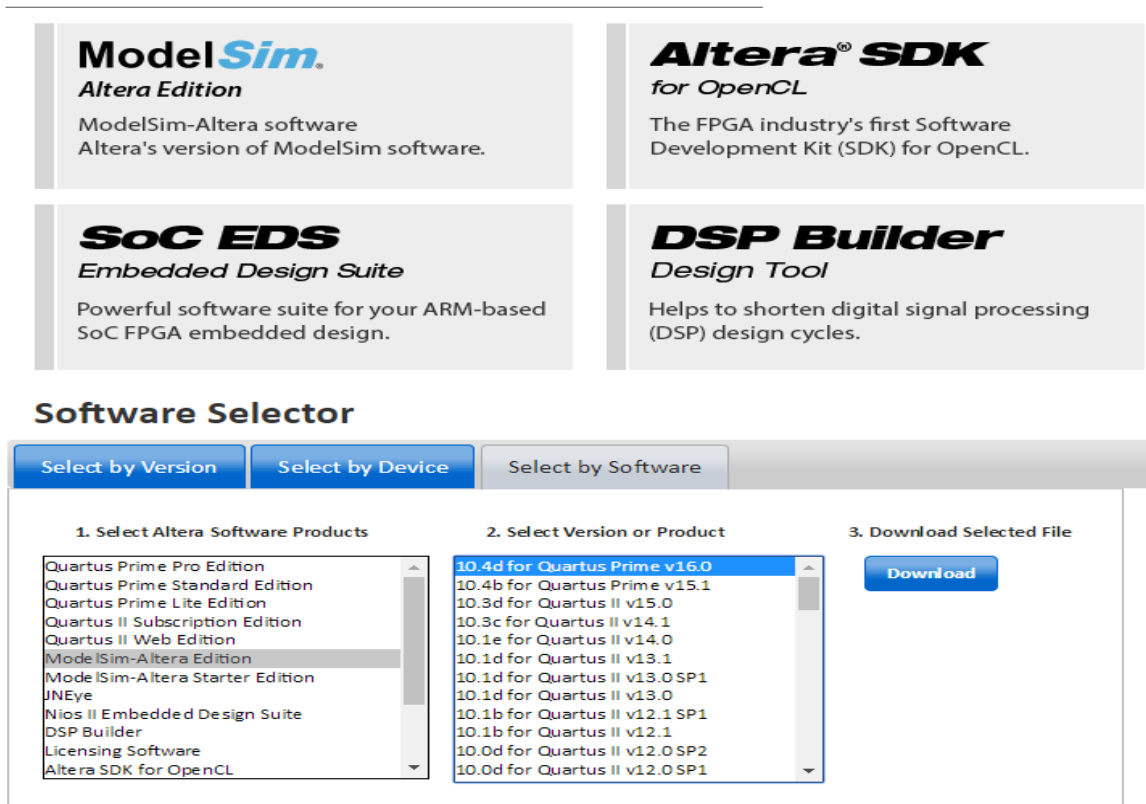 ModelSim.
Altera Edition
ModelSim-Altera software
Altera's version of ModelSim software.
Altera® SDK
for OpenCL
The FPGA industry's first Software
Development Kit (SDK) for OpenCL.
SoC EDS
Embedded Design Suite
Powerful software suite for your ARM-based
SoC FPGA embedded design.
DSP Builder
Design Tool
Helps to shorten digital signal processing
(DSP) design cycles.
Software Selector
Select by Version
Select by Device
Select by Software
1. Select Altera Software Products
Quartus Prime Pro Edition
Quartus Prime Standard Edition
Quartus Prime Lite Edition
Quartus II Subscription Edition
Quartus II Web Edition
ModelSim-Altera Edition
ModelSim-Altera Starter Edition
JNEye
Nios II Embedded Design Suite
DSP Builder
Licensing Software
Altera SDK for OpenCL
2. Select Version or Product
10.4d for Quartus Prime v16.0
10.4b for Quartus Prime v15.1
10.3d for Quartus II v15.0
10.3c for Quartus II v14.1
10.1e for Quartus II v14.0
10.1d for Quartus II v13.1
10.1d for Quartus II v13.0 SP1
10.1d for Quartus II v13.0
10.1b for Quartus II v12.1 SP1
10.1b for Quartus II v12.1
10.0d for Quartus II v12.0 SP2
10.0d for Quartus II v12.0 SP1
3. Download Selected File
Download